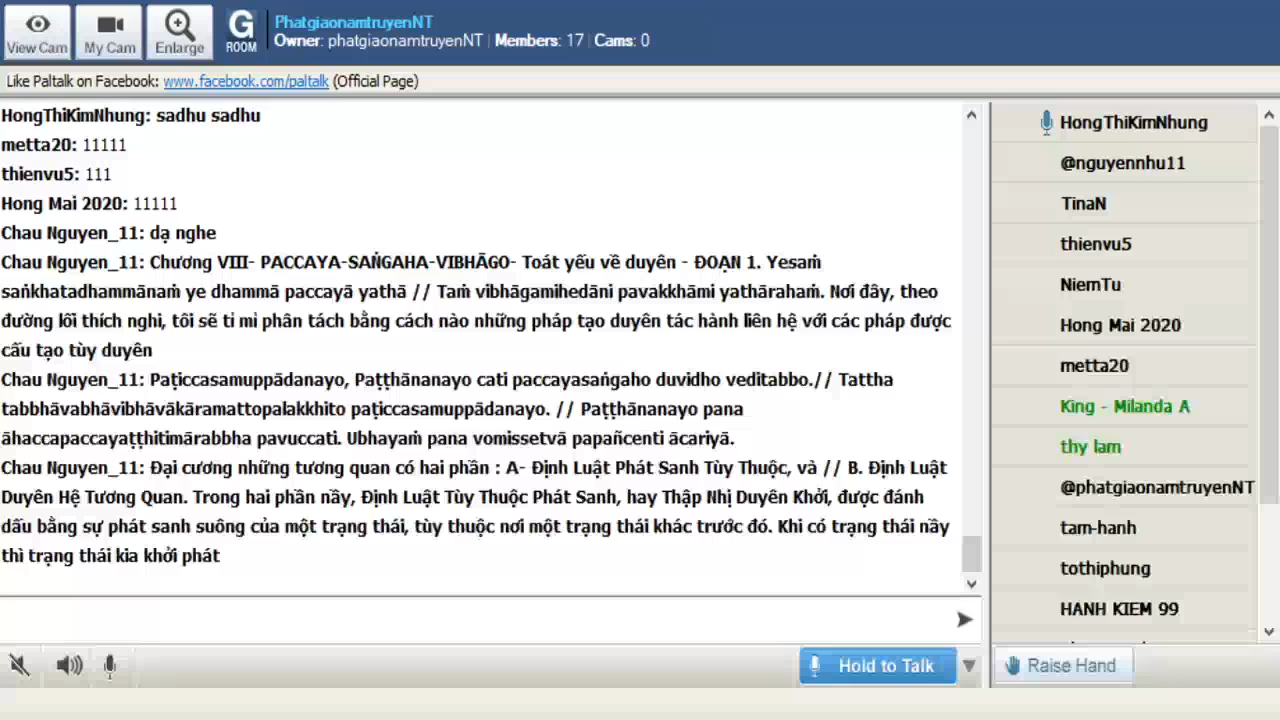 View Cam
My Cam
Enlarge
G
ROOM
PhatgiaonamtruyenNT
Owner: phatgiaonamtruyenNT | Members: 17 | Cams: 0
Like Paltalk on Facebook: www.facebook.com/paltalk (Official Page)
HongThiKimNhung: sadhu sadhu
metta20: 11111
thienvu5: 111
Hong Mai 2020: 11111
Chau Nguyen_11: dạ nghe
Chau Nguyen_11: Chương VIII- PACCAYA-SAṄGAHA-VIBHĀGO- Toát yếu về duyên - ĐOẠN 1. Yesaṁ
saṅkhatadhammānaṁ ye dhammā paccayā yathā // Taṁ vibhāgamihedāni pavakkhāmi yathārahaṁ. Nơi đây, theo
đường lối thích nghi, tôi sẽ tỉ mỉ phân tách bằng cách nào những pháp tạo duyên tác hành liên hệ với các pháp được
cấu tạo tùy duyên
Chau Nguyen_11: Paṭiccasamuppādanayo, Paṭṭhānanayo cati paccayasaṅgaho duvidho veditabbo.// Tattha
tabbhāvabhāvibhāvākāramattopalakkhito paṭiccasamuppādanayo. // Paṭṭhānanayo pana
āhaccapaccayaṭṭhitimārabbha pavuccati. Ubhayaṁ pana vomissetvā papañcenti ācariyā.
Chau Nguyen_11: Đại cương những tương quan có hai phần : A- Định Luật Phát Sanh Tùy Thuộc, và // B. Định Luật
Duyên Hệ Tương Quan. Trong hai phần nầy, Định Luật Tùy Thuộc Phát Sanh, hay Thập Nhị Duyên Khởi, được đánh
dấu bằng sự phát sanh suông của một trạng thái, tùy thuộc nơi một trạng thái khác trước đó. Khi có trạng thái nầy
thì trạng thái kia khởi phát
HongThiKimNhung
@nguyennhu11
TinaN
thienvu5
NiemTu
Hong Mai 2020
metta20
King - Milanda A
thy lam
@phatgiaonamtruyenNT
tam-hanh
tothiphung
HANH KIEM 99
Hold to Talk
Raise Hand